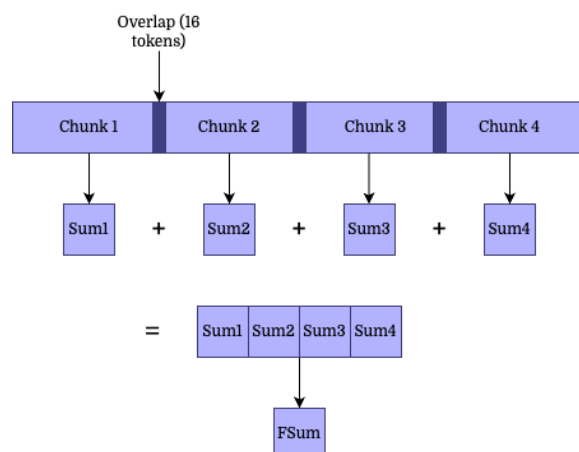 Overlap (16
tokens)
Chunk 1 Chunk 2 Chunk 3 Chunk 4
Sum1 + Sum2 + Sum3 + Sum4
= Sum1 Sum2 Sum3 Sum4
FSum